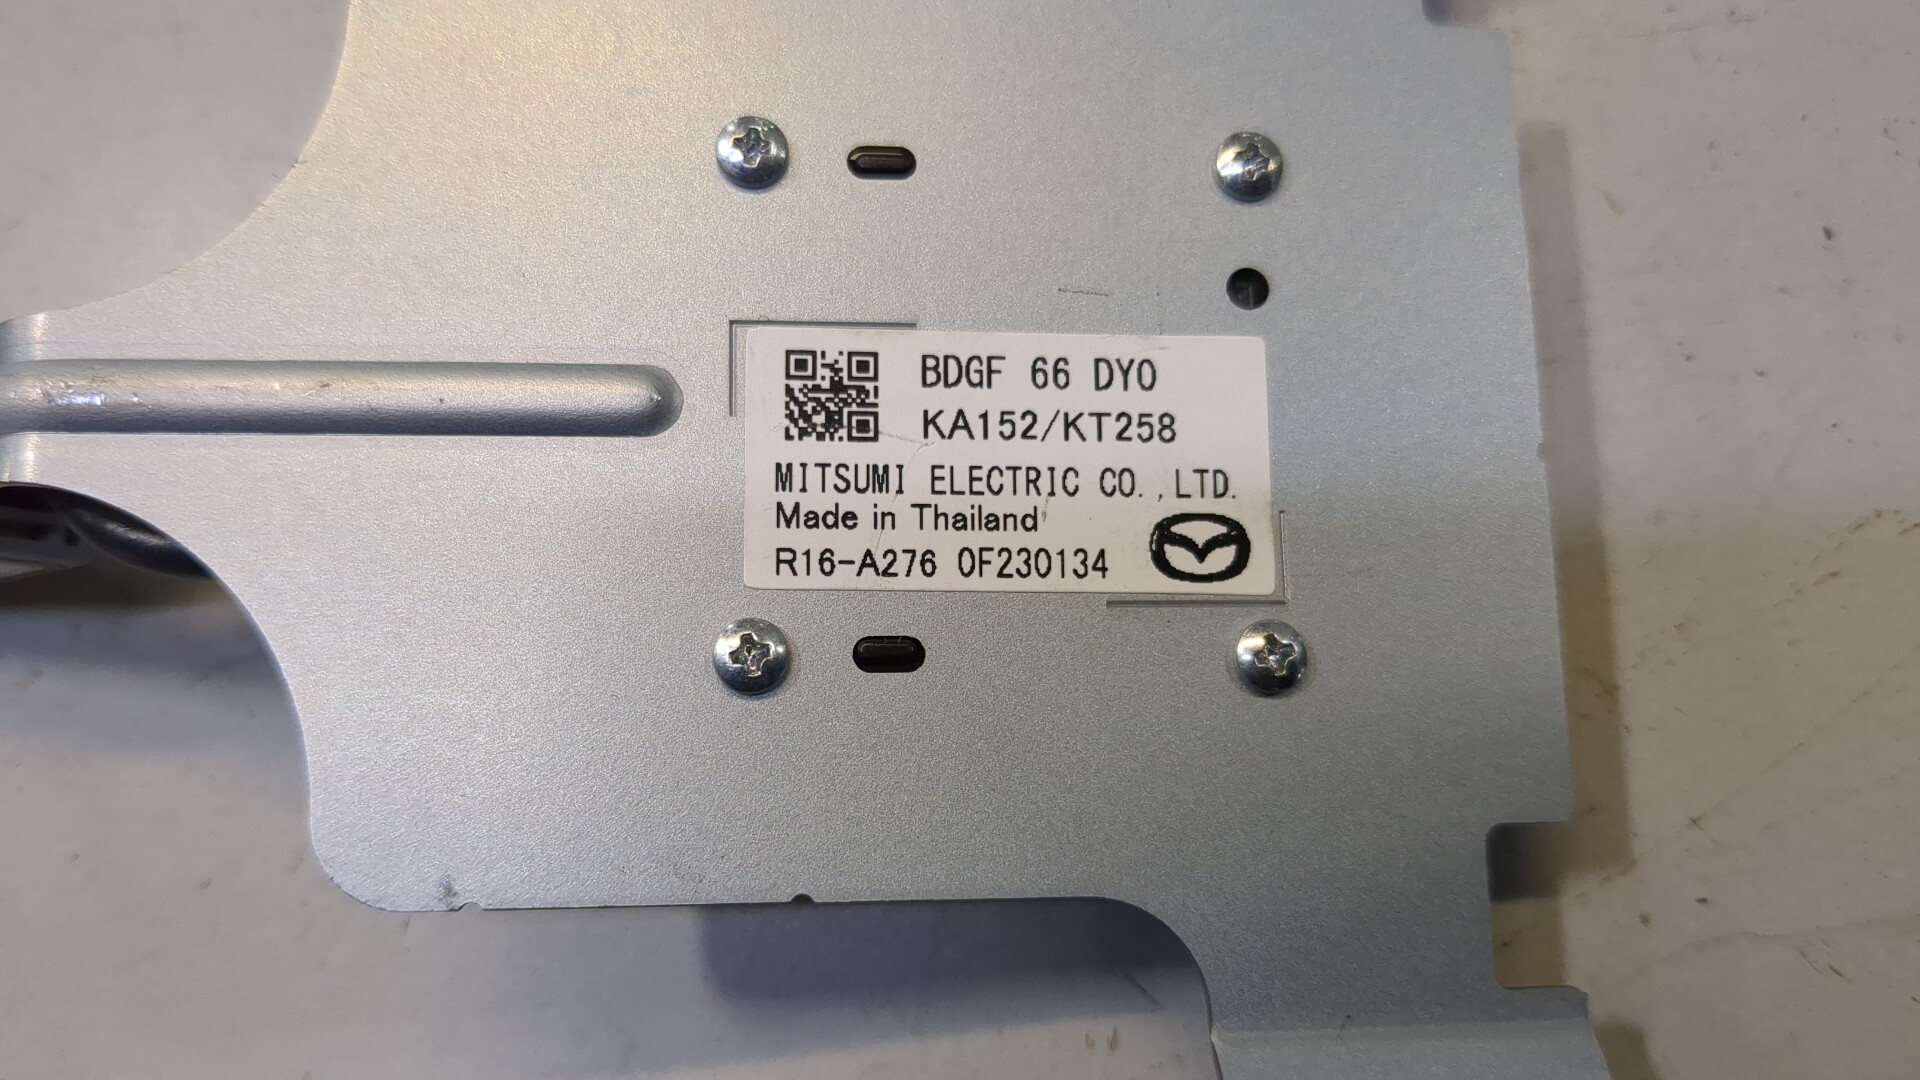 BDGF 66 DY0
KA152/KT258
MITSUMI ELECTRIC CO.,LTD.
Made in Thailand
R16-A276 0F230134